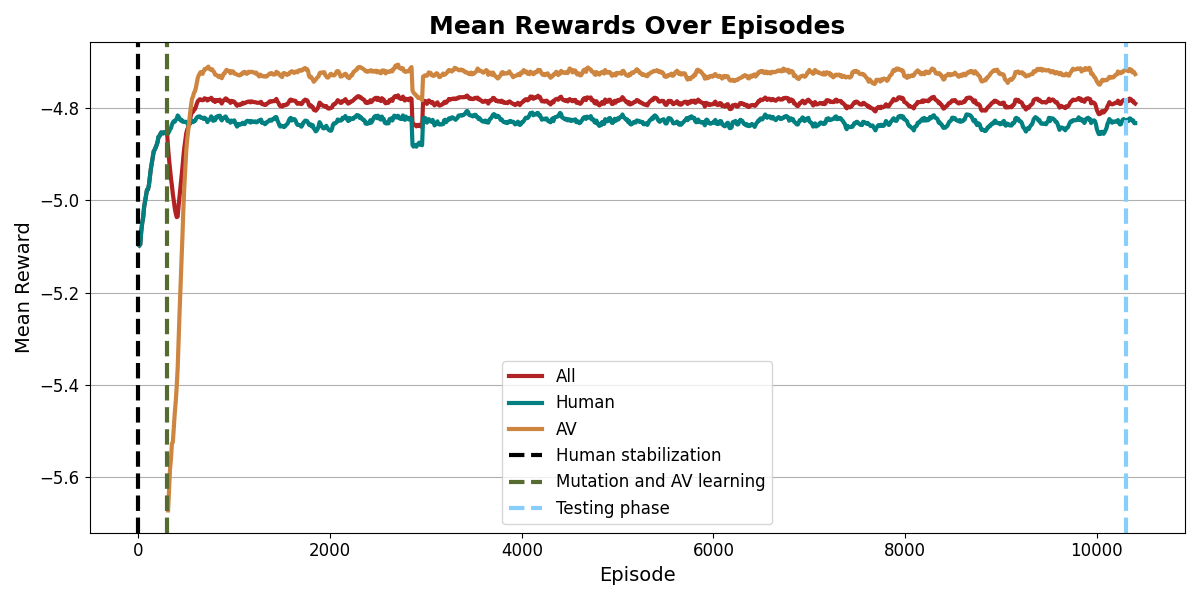 Mean Rewards Over Episodes
Mean Reward
−4.8
−5.0
−5.2
−5.4
−5.6
All
Human
AV
Human stabilization
Mutation and AV learning
Testing phase
0
2000
4000
6000
8000
10000
Episode